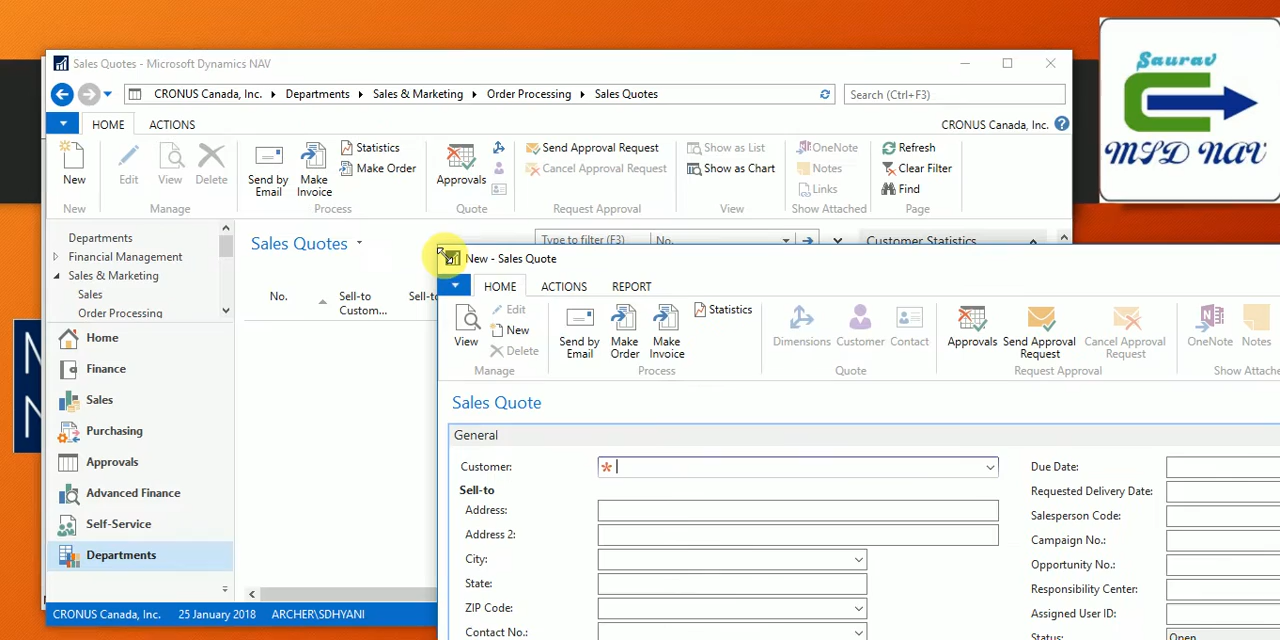 Sales Quotes - Microsoft Dynamics NAV
CRONUS Canada, Inc. Departments Sales & Marketing Order Processing Sales Quotes
Search (Ctrl+F3)
HOME ACTIONS
CRONUS Canada, Inc.
New
Edit
View
Delete
Send by Email
Make Invoice
Statistics
Make Order
Approvals
Send Approval Request
Cancel Approval Request
Show as List
Show as Chart
OneNote
Notes
Links
Refresh
Clear Filter
Find
New Manage Process Quote Request Approval View Show Attached Page
Departments
Financial Management
Sales & Marketing
Sales
Order Processing
Home
Finance
Sales
Purchasing
Approvals
Advanced Finance
Self-Service
Departments
Sales Quotes
Type to filter (F3) No.
Customer Statistics
No. Sell-to Custom... Sell-to
CRONUS Canada, Inc. 25 January 2018 ARCHER\SDHYANI
New - Sales Quote
HOME ACTIONS REPORT
View
Edit
New
Delete
Send by Email
Make Order
Make Invoice
Statistics
Dimensions
Customer
Contact
Approvals
Send Approval Request
Cancel Approval Request
OneNote
Notes
Manage Process Quote Request Approval Show Attache
Sales Quote
General
Customer: *
Sell-to
Address:
Address 2:
City:
State:
ZIP Code:
Contact No.:
Due Date:
Requested Delivery Date:
Salesperson Code:
Campaign No.:
Opportunity No.:
Responsibility Center:
Assigned User ID:
Status: Open
Saurav
MSD NAV
N
N